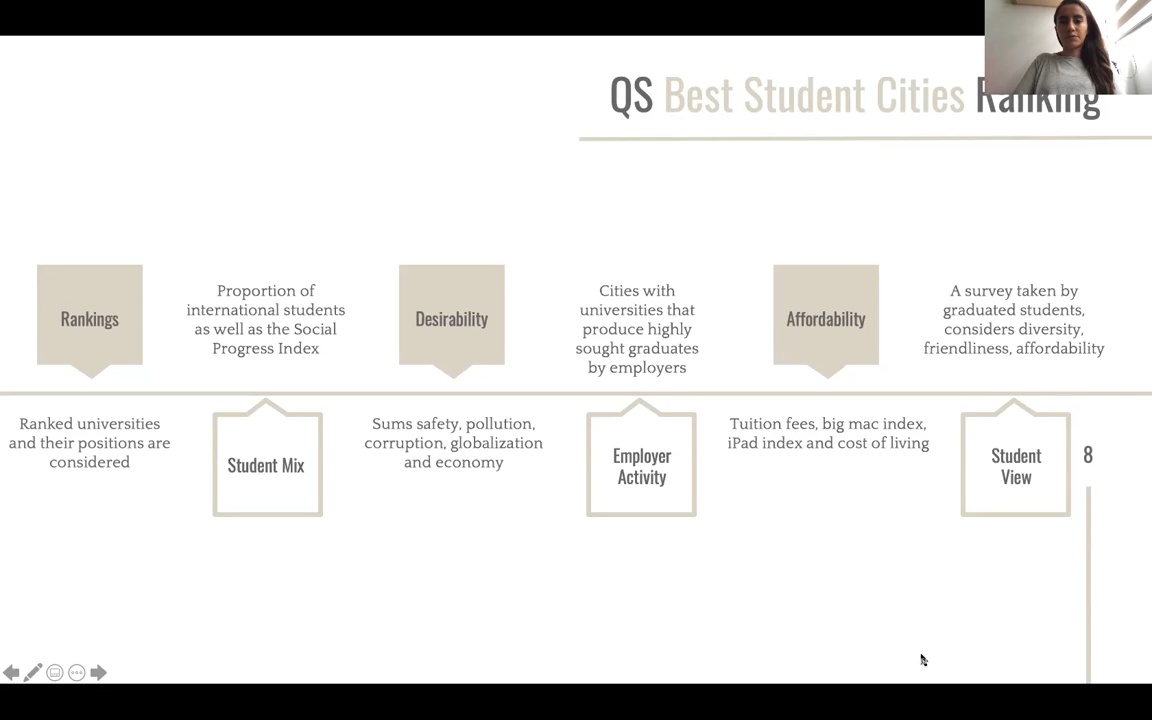 QS Best Student Cities Ranking
Rankings
Ranked universities
and their positions are
considered
Proportion of
international students
as well as the Social
Progress Index
Student Mix
Desirability
Sums safety, pollution,
corruption, globalization
and economy
Cities with
universities that
produce highly
sought graduates
by employers
Employer
Activity
Affordability
Tuition fees, big mac index,
iPad index and cost of living
A survey taken by
graduated students,
considers diversity,
friendliness, affordability
Student
View
8